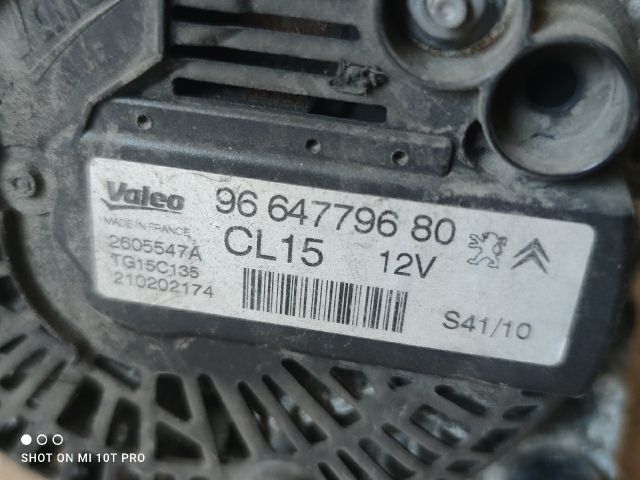 Valeo 96 647796 80
MADE IN FRANCE
2605547A CL15 12V
TG15C135
210202174
S41/10
SHOT ON MI 10T PRO